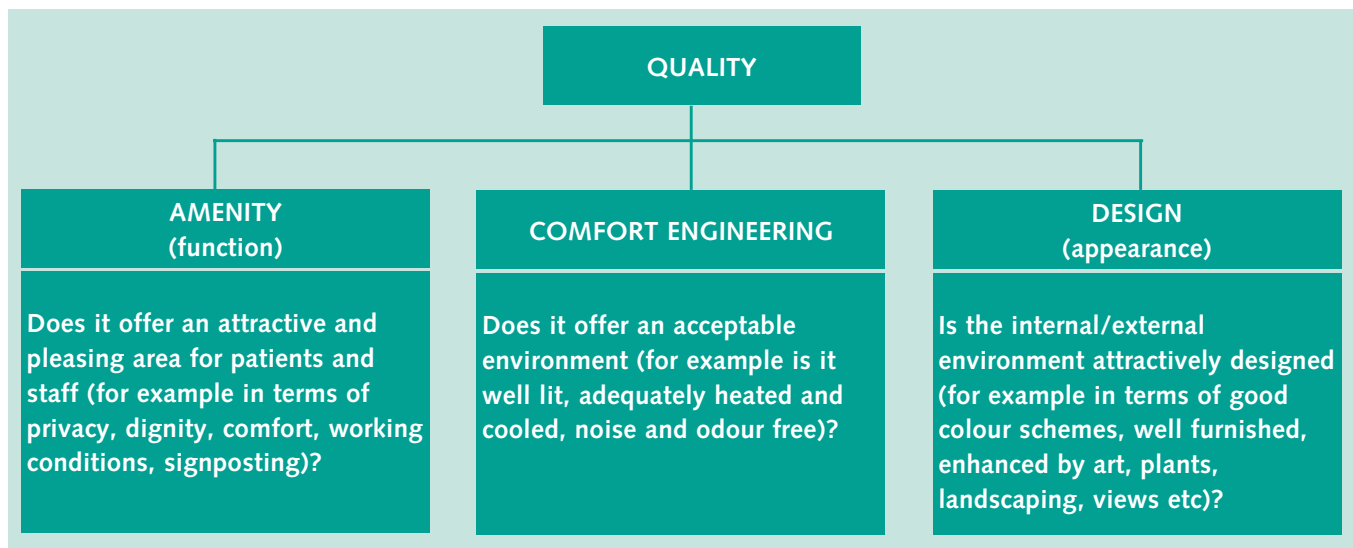 QUALITY
AMENITY
(function)
Does it offer an attractive and
pleasing area for patients and
staff (for example in terms of
privacy, dignity, comfort, working
conditions, signposting)?
COMFORT ENGINEERING
Does it offer an acceptable
environment (for example is it
well lit, adequately heated and
cooled, noise and odour free)?
DESIGN
(appearance)
Is the internal/external
environment attractively designed
(for example in terms of good
colour schemes, well furnished,
enhanced by art, plants,
landscaping, views etc)?